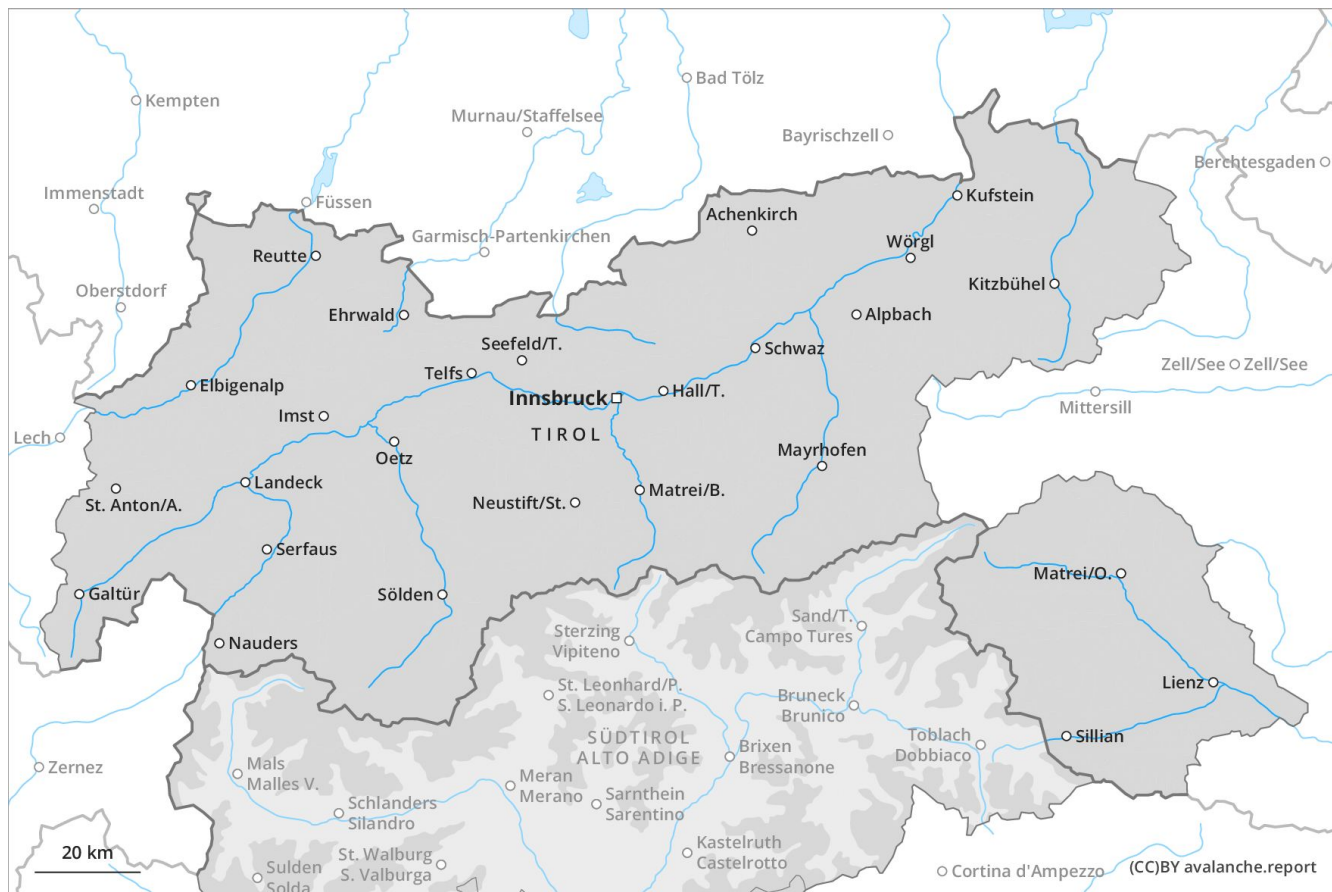 Bad Tölz
Kempten
Murnau/Staffelsee
Bayrischzell
Berchtesgaden
Immenstadt
Füssen
Kufstein
Achenkirch
Garmisch-Partenkirchen
Wörgl
Reutte
Kitzbühel
Oberstdorf
Ehrwald
Alpbach
Seefeld/T.
Schwaz
Telfs
Zell/See
Zell/See
Elbigenalp
Hall/T.
Innsbruck
Mittersill
Imst
TIROL
Lech
Oetz
Mayrhofen
Landeck
Matrei/B.
St. Anton/A.
Neustift/St.
Serfaus
Matrei/O.
Galtür
Sölden
Sand/T.
Campo Tures
Sterzing
Vipiteno
Nauders
Lienz
St. Leonhard/P.
S. Leonardo i. P.
Bruneck
Brunico
Sillian
SÜDTIROL
ALTO ADIGE
Toblach
Dobbiaco
Brixen
Bressanone
Zernez
Mals
Malles V.
Meran
Merano
Sarnthein
Sarentino
Schlanders
Silandro
20 km
St. Walburg
S. Valburga
Kastelruth
Castelrotto
Sulden
Solda
Cortina d'Ampezzo
(CC)BY avalanche.report